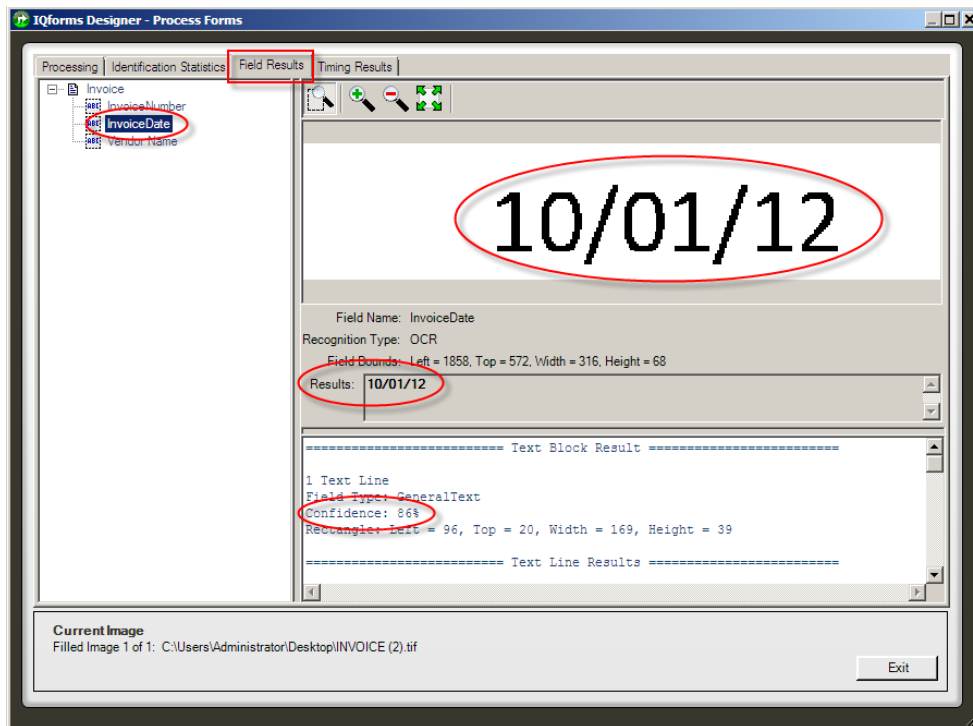 IQforms Designer - Process Forms
Processing Identification Statistics Field Results Timing Results
Invoice
InvoiceNumber
InvoiceDate
Vendor Name
10/01/12
Field Name: InvoiceDate
Recognition Type: OCR
Field Bounds: Left = 1858, Top = 572, Width = 316, Height = 68
Results: 10/01/12
========================== Text Block Result =========================
1 Text Line
Field Type: GeneralText
Confidence: 86%
Rectangle: Left = 96, Top = 20, Width = 169, Height = 39
========================== Text Line Results =========================
Current Image
Filled Image 1 of 1: C:\Users\Administrator\Desktop\INVOICE (2).tif
Exit